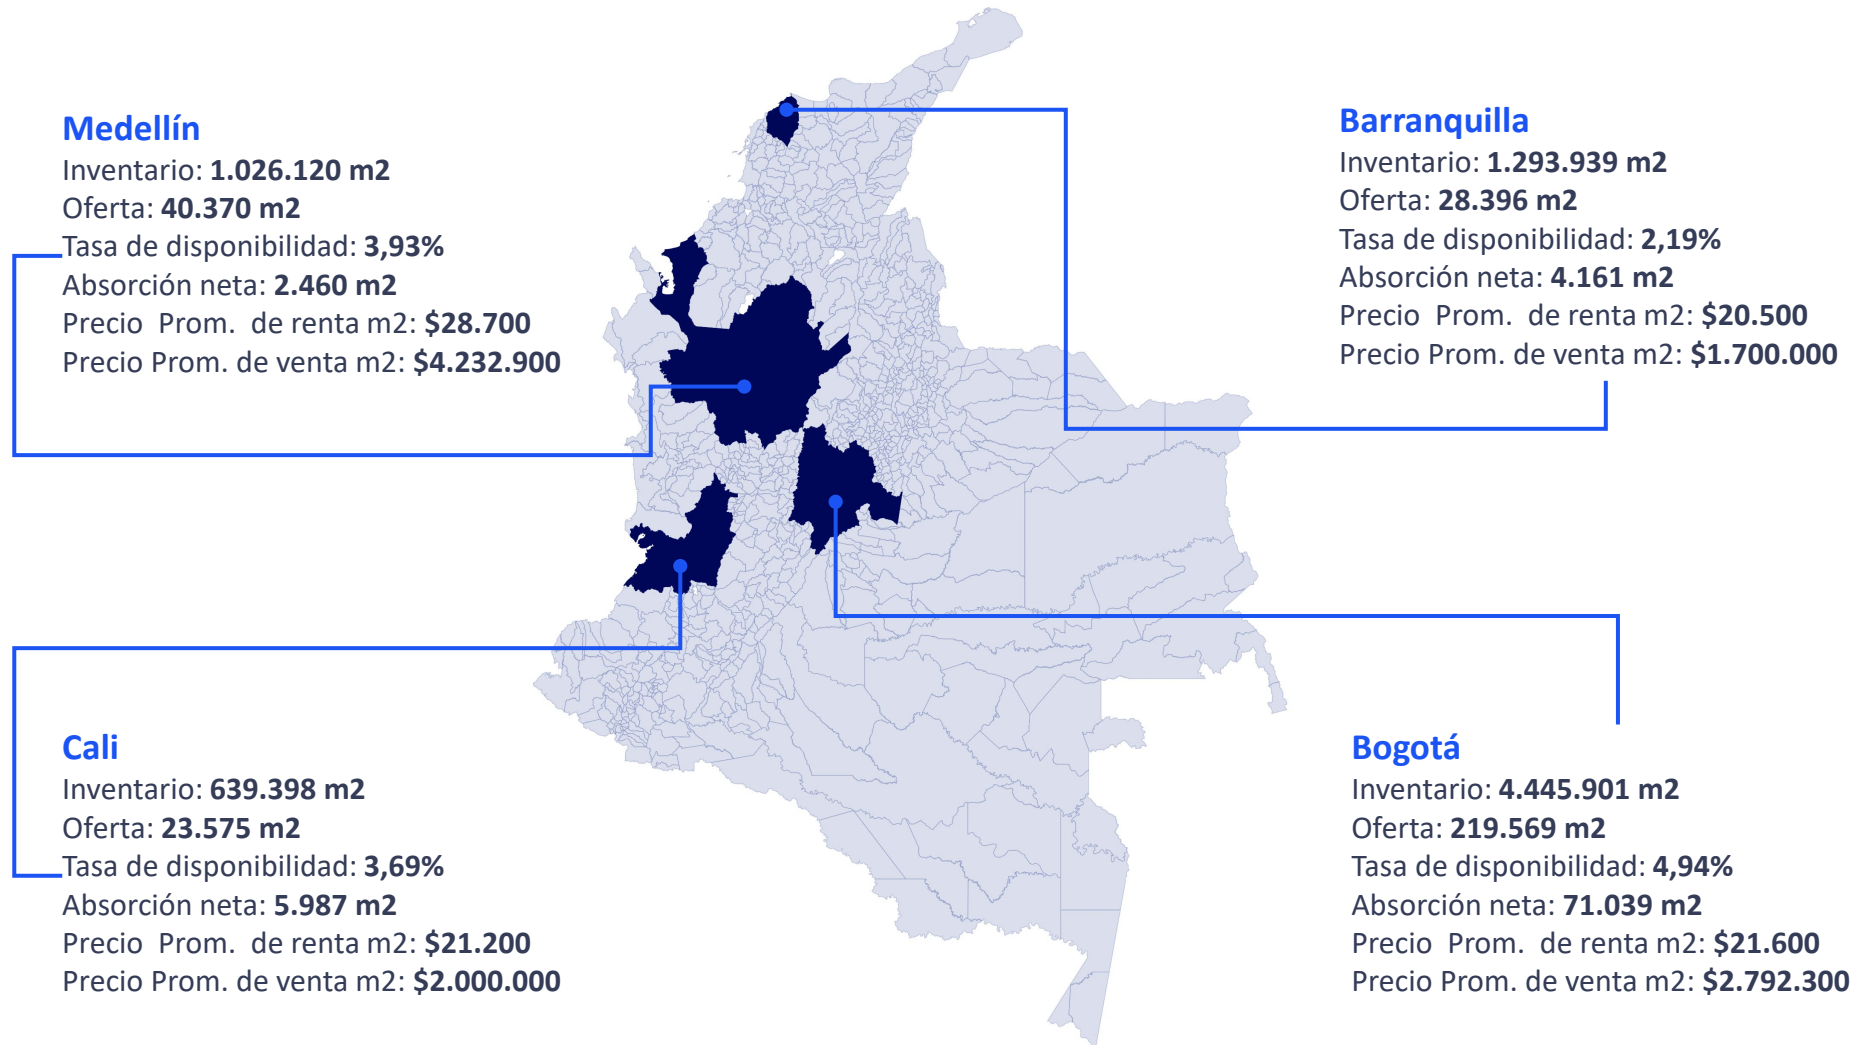 Medellín
Inventario: 1.026.120 m2
Oferta: 40.370 m2
Tasa de disponibilidad: 3,93%
Absorción neta: 2.460 m2
Precio Prom. de renta m2: $28.700
Precio Prom. de venta m2: $4.232.900
Barranquilla
Inventario: 1.293.939 m2
Oferta: 28.396 m2
Tasa de disponibilidad: 2,19%
Absorción neta: 4.161 m2
Precio Prom. de renta m2: $20.500
Precio Prom. de venta m2: $1.700.000
Cali
Inventario: 639.398 m2
Oferta: 23.575 m2
Tasa de disponibilidad: 3,69%
Absorción neta: 5.987 m2
Precio Prom. de renta m2: $21.200
Precio Prom. de venta m2: $2.000.000
Bogotá
Inventario: 4.445.901 m2
Oferta: 219.569 m2
Tasa de disponibilidad: 4,94%
Absorción neta: 71.039 m2
Precio Prom. de renta m2: $21.600
Precio Prom. de venta m2: $2.792.300